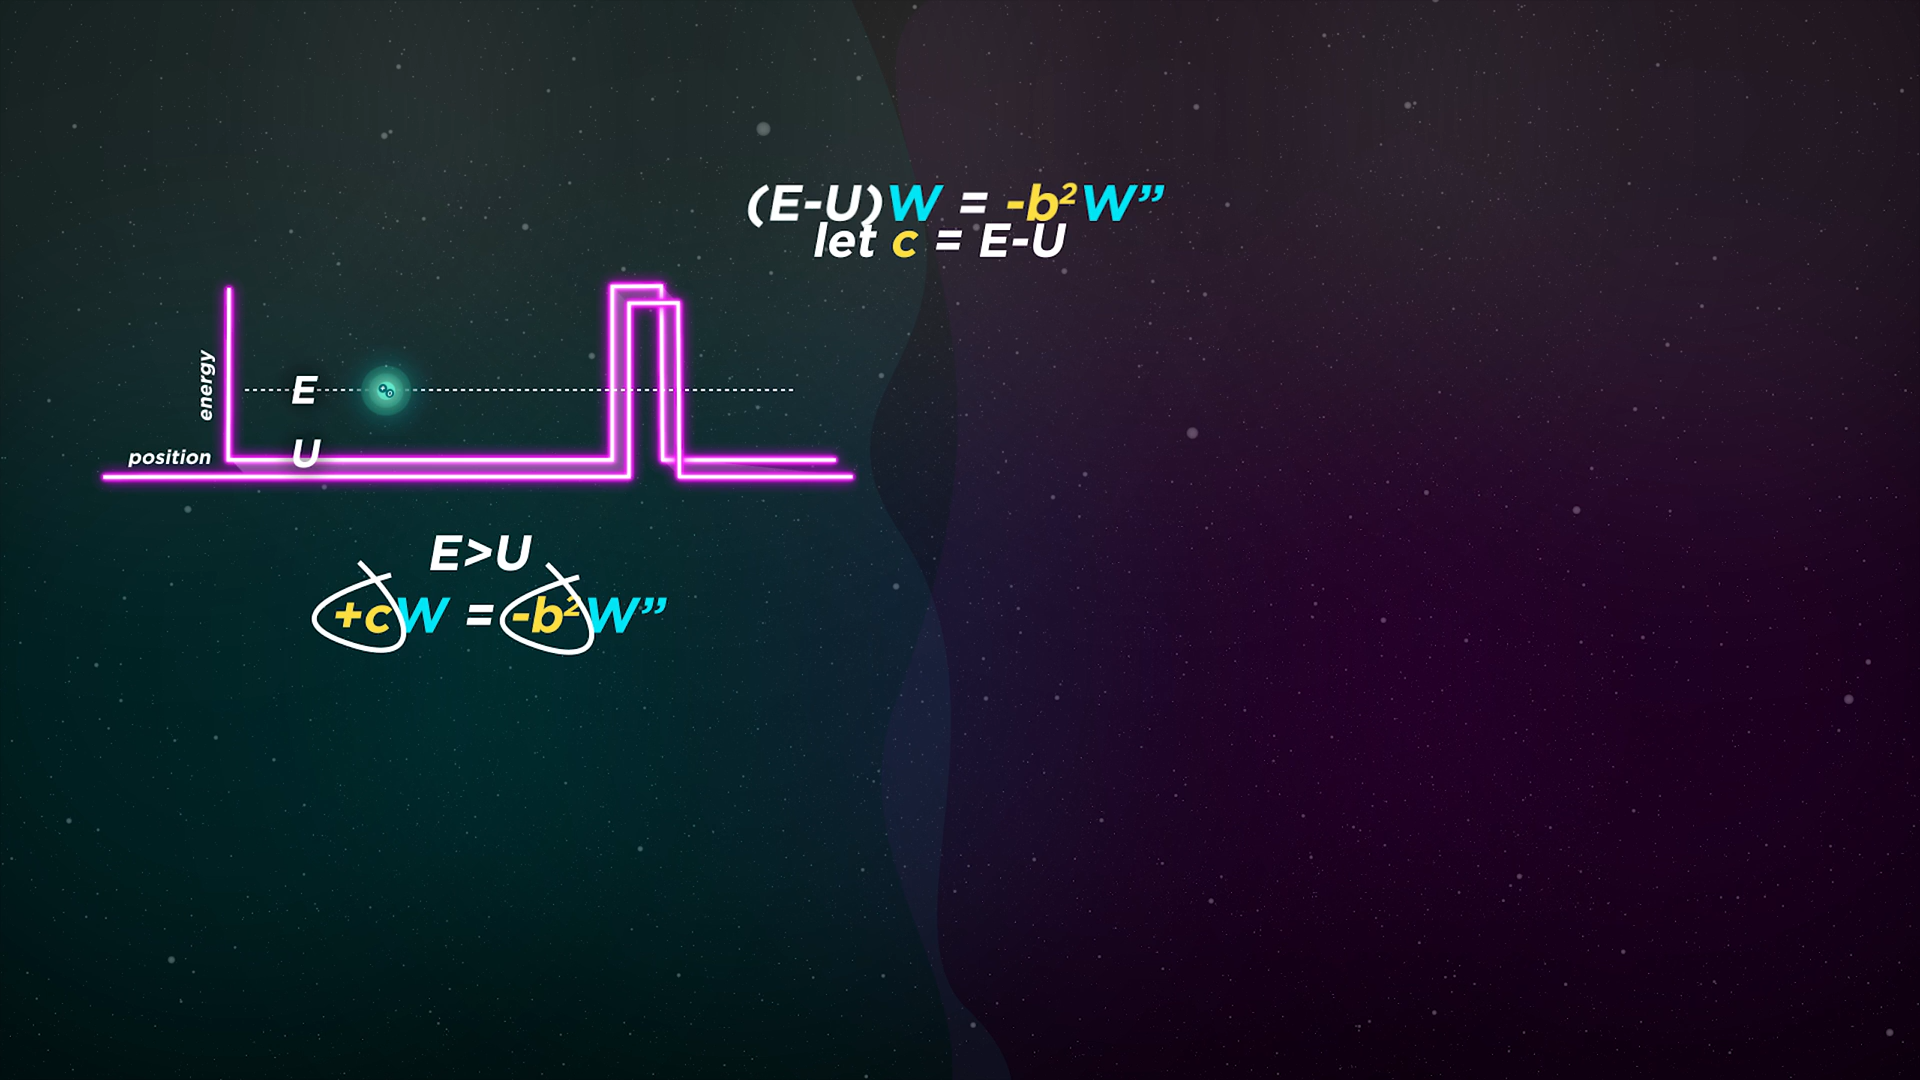 (E-U)W = -b²W”
let c = E-U
energy
E
position
U
E>U
+cW = -b²W”